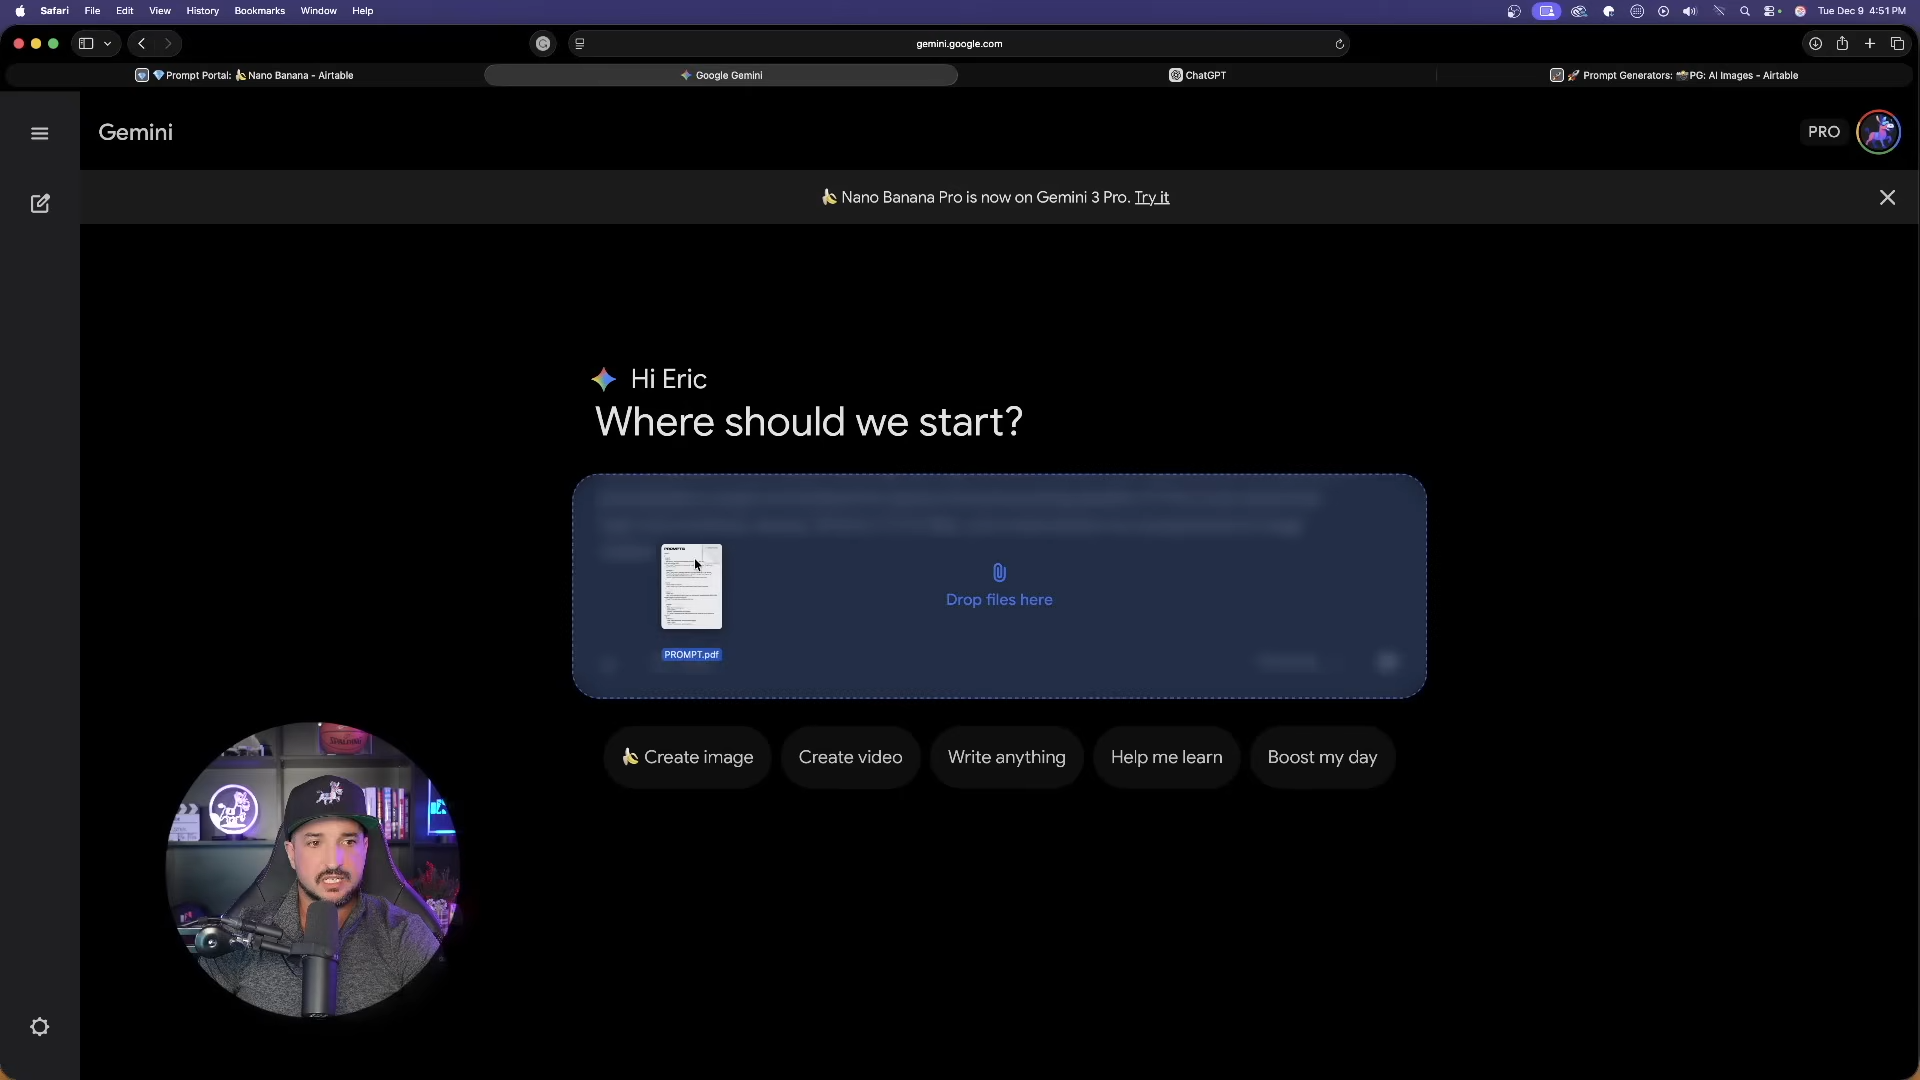 Safari File Edit View History Bookmarks Window Help
Tue Dec 9 4:51 PM
gemini.google.com
💎Prompt Portal: 🍌Nano Banana - Airtable
Google Gemini
ChatGPT
🚀 Prompt Generators: 📸PG: AI Images - Airtable
Gemini
PRO
🍌 Nano Banana Pro is now on Gemini 3 Pro. Try it
Hi Eric
Where should we start?
PROMPTS
Drop files here
PROMPT.pdf
🍌 Create image
Create video
Write anything
Help me learn
Boost my day
SPALDING